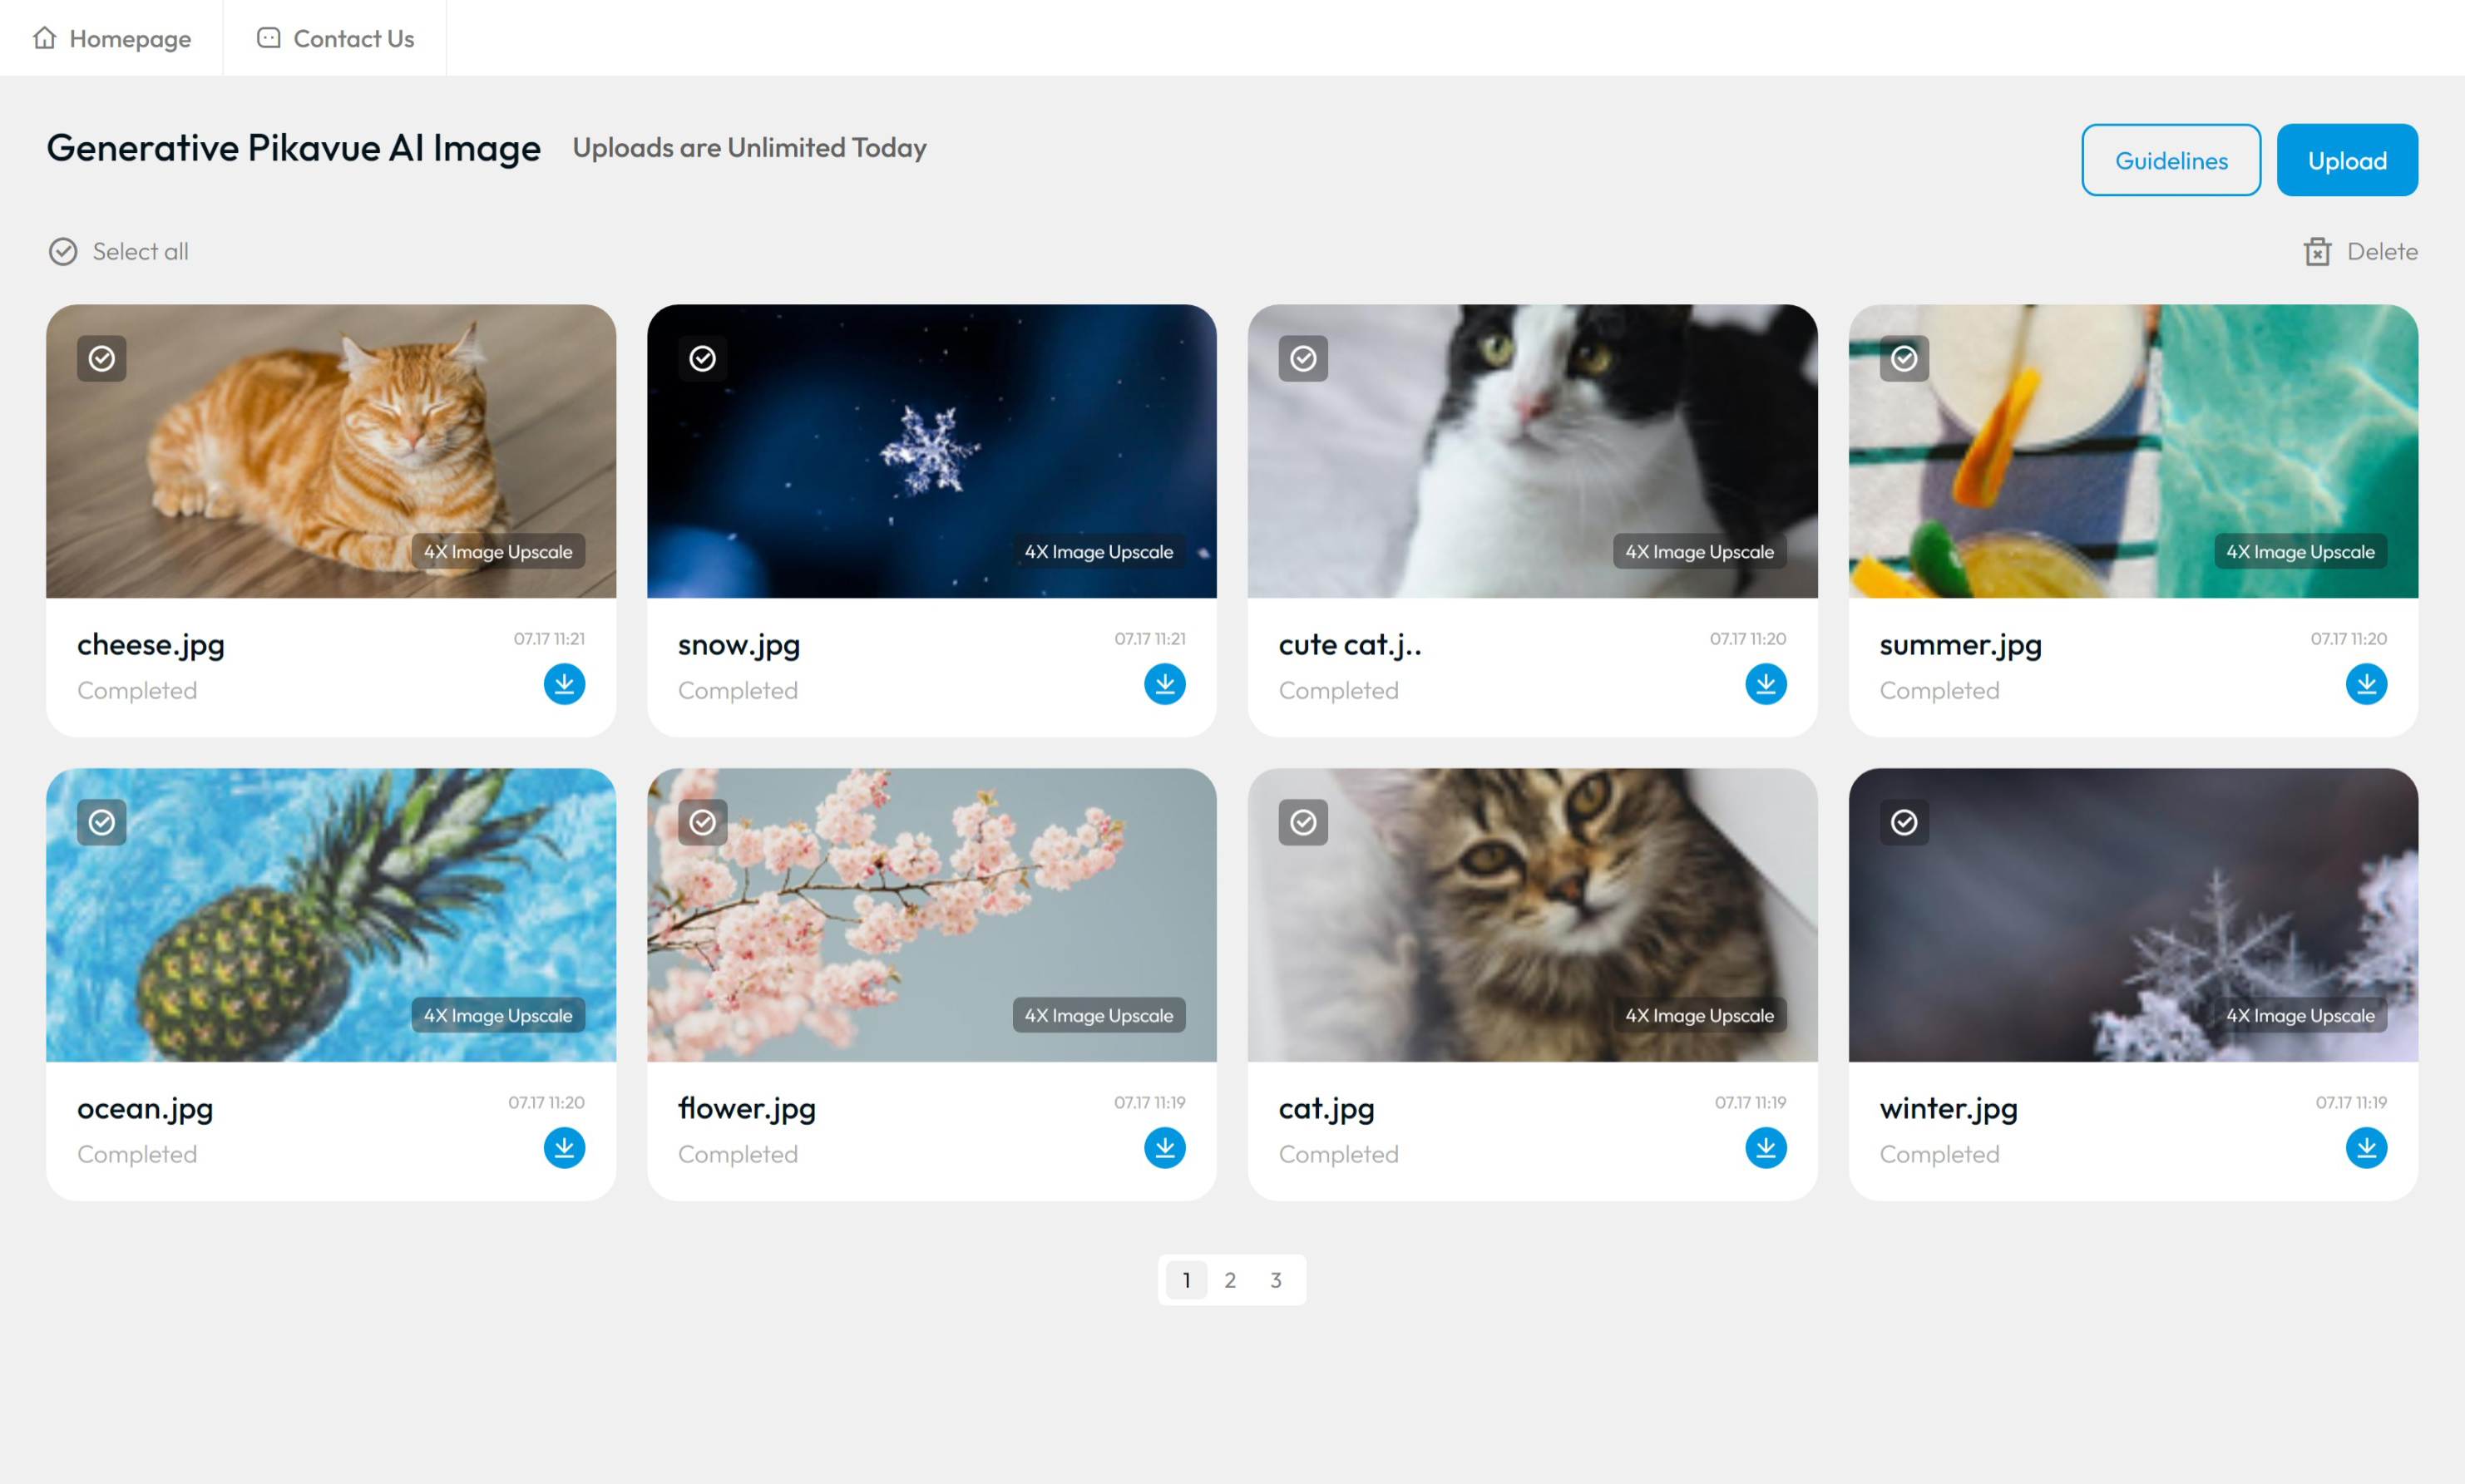 Homepage
Contact Us
Generative Pikavue AI Image
Uploads are Unlimited Today
Guidelines
Upload
Select all
Delete
4X Image Upscale
4X Image Upscale
4X Image Upscale
4X Image Upscale
cheese.jpg
07.17 11:21
Completed
snow.jpg
07.17 11:21
Completed
cute cat.j..
07.17 11:20
Completed
summer.jpg
07.17 11:20
Completed
4X Image Upscale
4X Image Upscale
4X Image Upscale
4X Image Upscale
ocean.jpg
07.17 11:20
Completed
flower.jpg
07.17 11:19
Completed
cat.jpg
07.17 11:19
Completed
winter.jpg
07.17 11:19
Completed
1 2 3